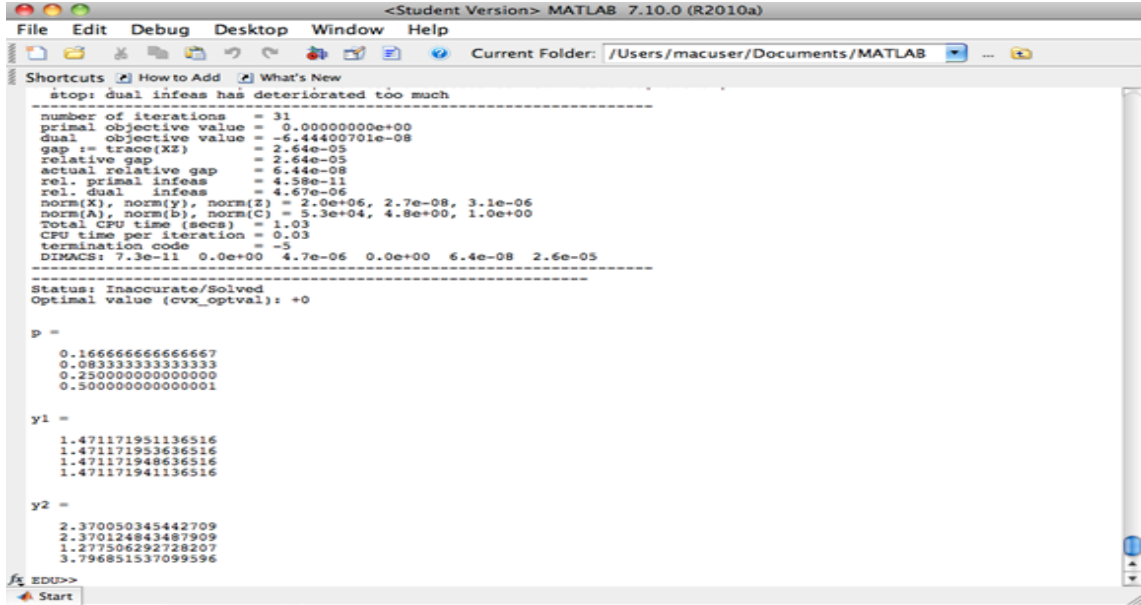 <Student Version> MATLAB 7.10.0 (R2010a)
File Edit Debug Desktop Window Help
Current Folder: /Users/macuser/Documents/MATLAB
Shortcuts How to Add What's New
stop: dual infeas has deteriorated too much
-------------------------------------------------------------------
number of iterations = 31
primal objective value = 0.00000000e+00
dual objective value = -6.44400701e-08
gap := trace(XZ) = 2.64e-05
relative gap = 2.64e-05
actual relative gap = 6.44e-08
rel. primal infeas = 4.58e-11
rel. dual infeas = 4.67e-06
norm(X), norm(y), norm(Z) = 2.0e+06, 2.7e-08, 3.1e-06
norm(A), norm(b), norm(C) = 5.3e+04, 4.8e+00, 1.0e+00
Total CPU time (secs) = 1.03
CPU time per iteration = 0.03
termination code = -5
DIMACS: 7.3e-11 0.0e+00 4.7e-06 0.0e+00 6.4e-08 2.6e-05
-------------------------------------------------------------------
------------------------------------------------------------
Status: Inaccurate/Solved
Optimal value (cvx_optval): +0
p =
0.166666666666667
0.083333333333333
0.250000000000000
0.500000000000001
y1 =
1.471171951136516
1.471171953636516
1.471171948636516
1.471171941136516
y2 =
2.370050345442709
2.370124843487909
1.277506292728207
3.796851537099596
fx EDU>>
Start